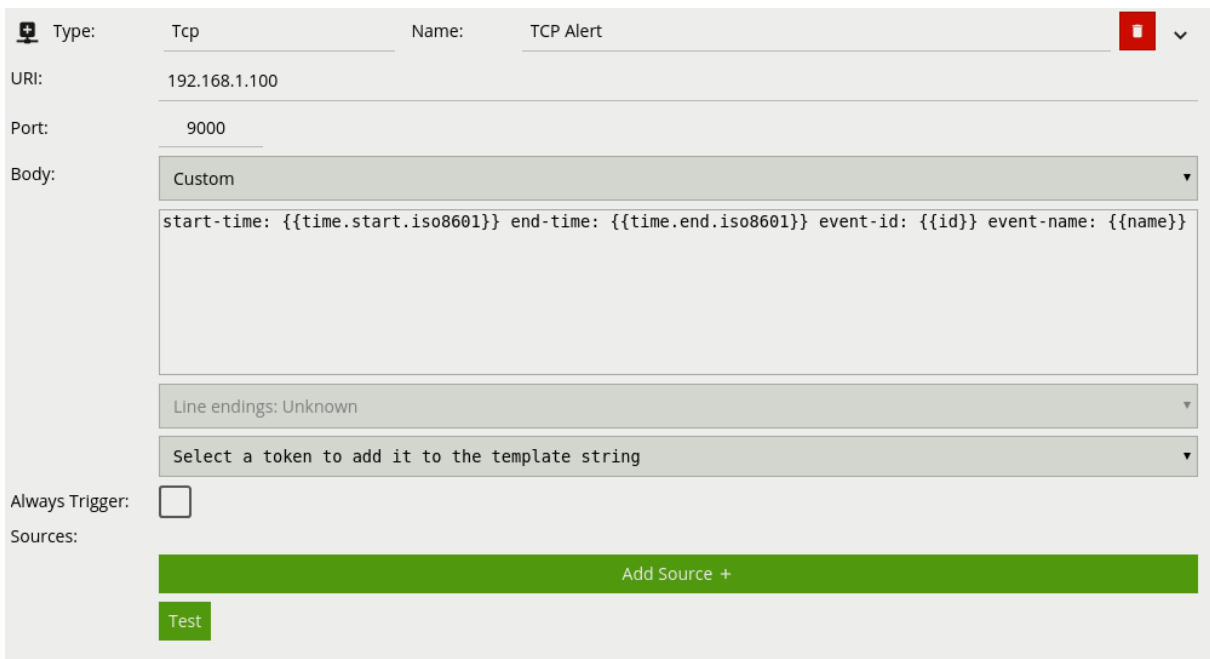 Type: Tcp Name: TCP Alert
URI: 192.168.1.100
Port: 9000
Body: Custom
start-time: {{time.start.iso8601}} end-time: {{time.end.iso8601}} event-id: {{id}} event-name: {{name}}
Line endings: Unknown
Select a token to add it to the template string
Always Trigger:
Sources:
Add Source +
Test